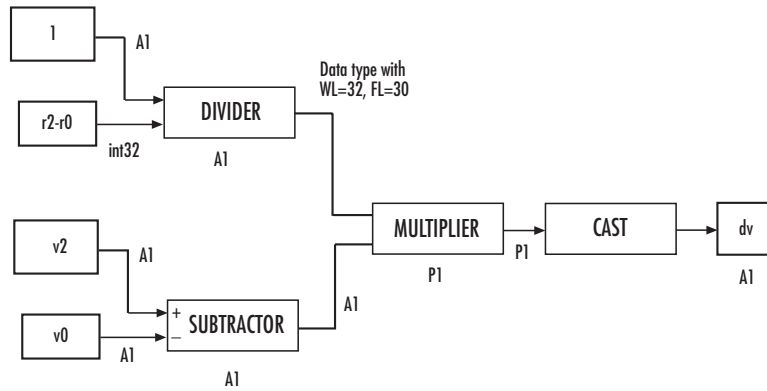 1
A1
Data type with
WL=32, FL=30
r2-r0
int32
DIVIDER
A1
v2
A1
MULTIPLIER
P1
P1
CAST
dv
A1
A1
+
−
SUBTRACTOR
v0
A1
A1